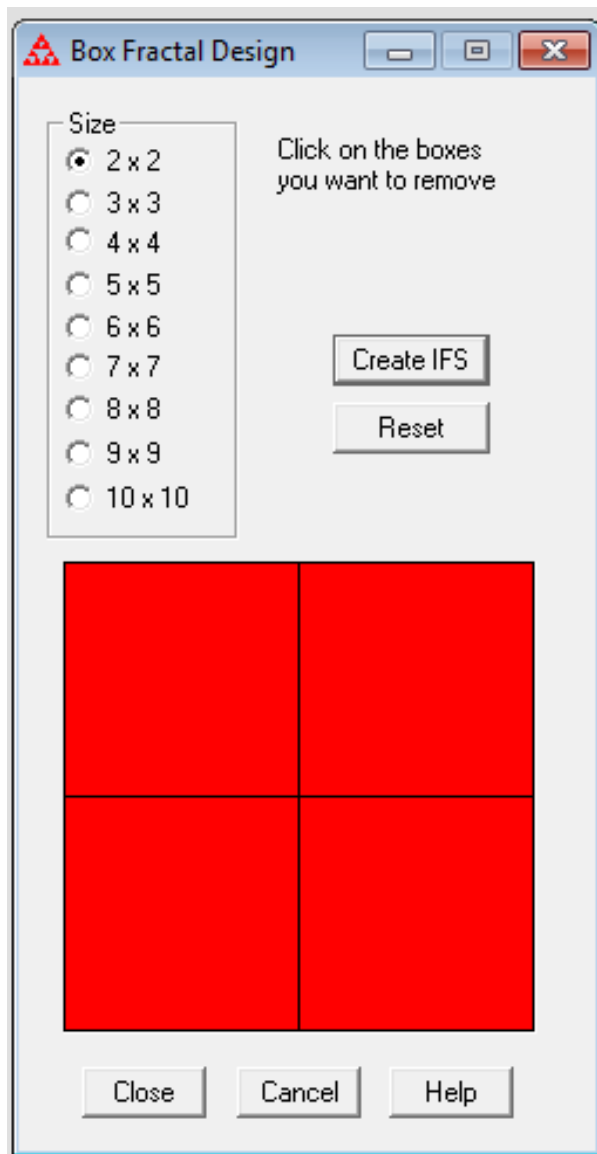 Box Fractal Design
Size
2 x 2
3 x 3
4 x 4
5 x 5
6 x 6
7 x 7
8 x 8
9 x 9
10 x 10
Click on the boxes
you want to remove
Create IFS
Reset
Close Cancel Help